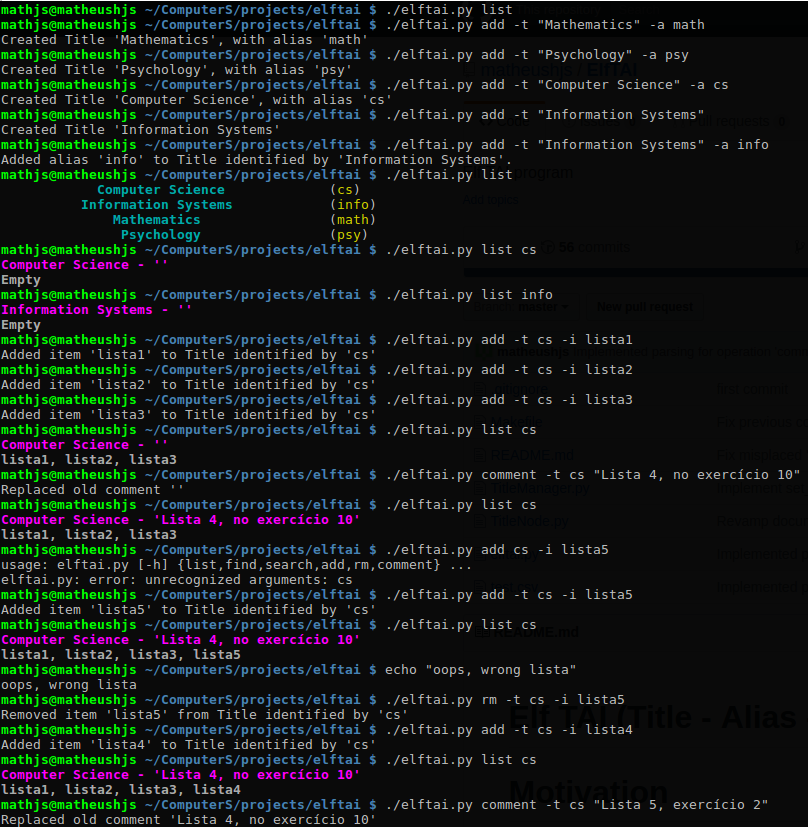 mathjs@matheushjs ~/ComputerS/projects/elftai $ ./elftai.py list
mathjs@matheushjs ~/ComputerS/projects/elftai $ ./elftai.py add -t "Mathematics" -a math
Created Title 'Mathematics', with alias 'math'
mathjs@matheushjs ~/ComputerS/projects/elftai $ ./elftai.py add -t "Psychology" -a psy
Created Title 'Psychology', with alias 'psy'
mathjs@matheushjs ~/ComputerS/projects/elftai $ ./elftai.py add -t "Computer Science" -a cs
Created Title 'Computer Science', with alias 'cs'
mathjs@matheushjs ~/ComputerS/projects/elftai $ ./elftai.py add -t "Information Systems"
Created Title 'Information Systems'
mathjs@matheushjs ~/ComputerS/projects/elftai $ ./elftai.py add -t "Information Systems" -a info
Added alias 'info' to Title identified by 'Information Systems'.
mathjs@matheushjs ~/ComputerS/projects/elftai $ ./elftai.py list
Computer Science (cs)
Information Systems (info)
Mathematics (math)
Psychology (psy)
mathjs@matheushjs ~/ComputerS/projects/elftai $ ./elftai.py list cs
Computer Science - ''
Empty
mathjs@matheushjs ~/ComputerS/projects/elftai $ ./elftai.py list info
Information Systems - ''
Empty
mathjs@matheushjs ~/ComputerS/projects/elftai $ ./elftai.py add -t cs -i lista1
Added item 'lista1' to Title identified by 'cs'
mathjs@matheushjs ~/ComputerS/projects/elftai $ ./elftai.py add -t cs -i lista2
Added item 'lista2' to Title identified by 'cs'
mathjs@matheushjs ~/ComputerS/projects/elftai $ ./elftai.py add -t cs -i lista3
Added item 'lista3' to Title identified by 'cs'
mathjs@matheushjs ~/ComputerS/projects/elftai $ ./elftai.py list cs
Computer Science - ''
lista1, lista2, lista3
mathjs@matheushjs ~/ComputerS/projects/elftai $ ./elftai.py comment -t cs "Lista 4, no exercício 10"
Replaced old comment ''
mathjs@matheushjs ~/ComputerS/projects/elftai $ ./elftai.py list cs
Computer Science - 'Lista 4, no exercício 10'
lista1, lista2, lista3
mathjs@matheushjs ~/ComputerS/projects/elftai $ ./elftai.py add cs -i lista5
usage: elftai.py [-h] {list,find,search,add,rm,comment} ...
elftai.py: error: unrecognized arguments: cs
mathjs@matheushjs ~/ComputerS/projects/elftai $ ./elftai.py add -t cs -i lista5
Added item 'lista5' to Title identified by 'cs'
mathjs@matheushjs ~/ComputerS/projects/elftai $ ./elftai.py list cs
Computer Science - 'Lista 4, no exercício 10'
lista1, lista2, lista3, lista5
mathjs@matheushjs ~/ComputerS/projects/elftai $ echo "oops, wrong lista"
oops, wrong lista
mathjs@matheushjs ~/ComputerS/projects/elftai $ ./elftai.py rm -t cs -i lista5
Removed item 'lista5' from Title identified by 'cs'
mathjs@matheushjs ~/ComputerS/projects/elftai $ ./elftai.py add -t cs -i lista4
Added item 'lista4' to Title identified by 'cs'
mathjs@matheushjs ~/ComputerS/projects/elftai $ ./elftai.py list cs
Computer Science - 'Lista 4, no exercício 10'
lista1, lista2, lista3, lista4
mathjs@matheushjs ~/ComputerS/projects/elftai $ ./elftai.py comment -t cs "Lista 5, exercício 2"
Replaced old comment 'Lista 4, no exercício 10'